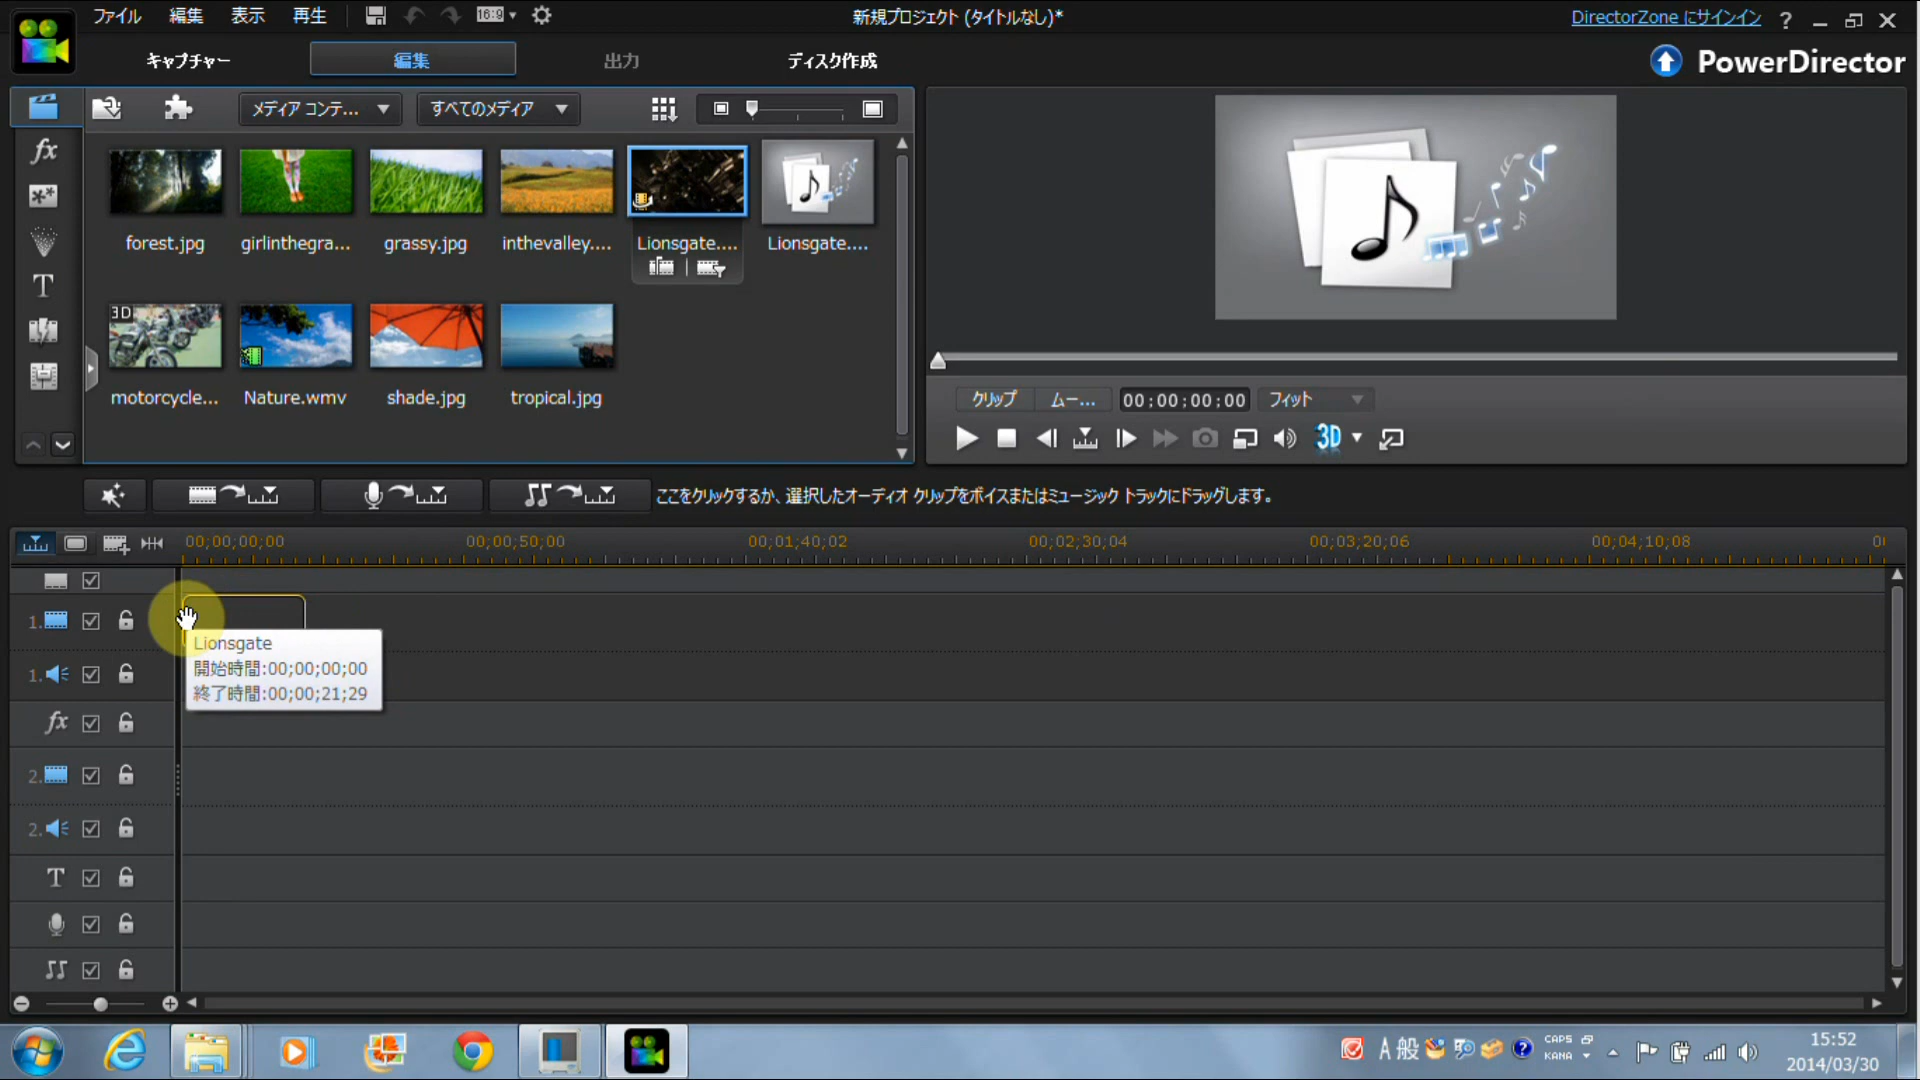 ファイル 編集 表示 再生 16:9 新規プロジェクト (タイトルなし)* DirectorZone にサインイン ?
キャプチャー 編集 出力 ディスク作成 PowerDirector
メディア コンテ... すべてのメディア
fx
forest.jpg girlinthegra... grassy.jpg inthevalley.... Lionsgate.... Lionsgate....
T
3D
motorcycle... Nature.wmv shade.jpg tropical.jpg
クリップ ムー... 00;00;00;00 フィット
3D
ここをクリックするか、選択したオーディオ クリップをボイスまたはミュージック トラックにドラッグします。
00;00;00;00 00;00;50;00 00;01;40;02 00;02;30;04 00;03;20;06 00;04;10;08
1.
Lionsgate
開始時間:00;00;00;00
終了時間:00;00;21;29
1.
fx
2.
2.
T
A 般 CAPS KANA
15:52
2014/03/30